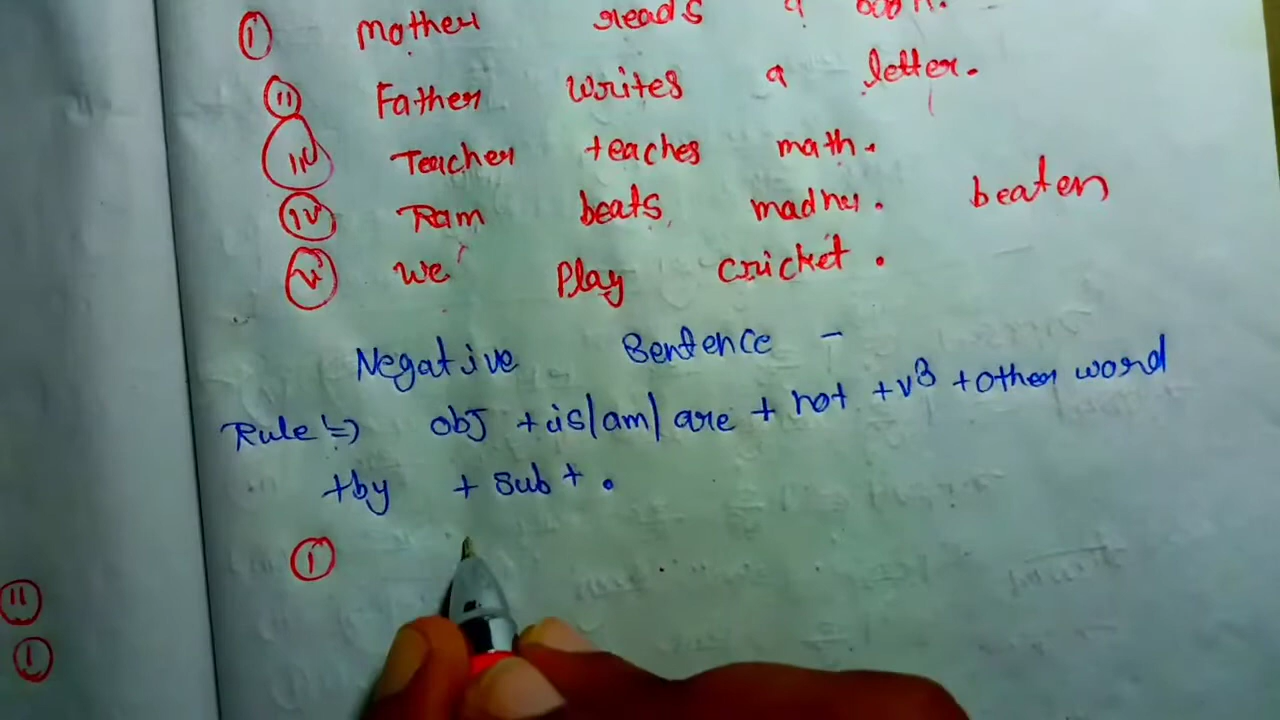 (i) Mother reads a book.
(ii) Father writes a letter.
(iii) Teacher teaches math.
(iv) Ram beats madhu. beaten
(v) We play cricket.
Negative Sentence -
Rule => obj + is/am/are + not + v3 + other word
+by + sub + .
(i)
(ii)
(i)